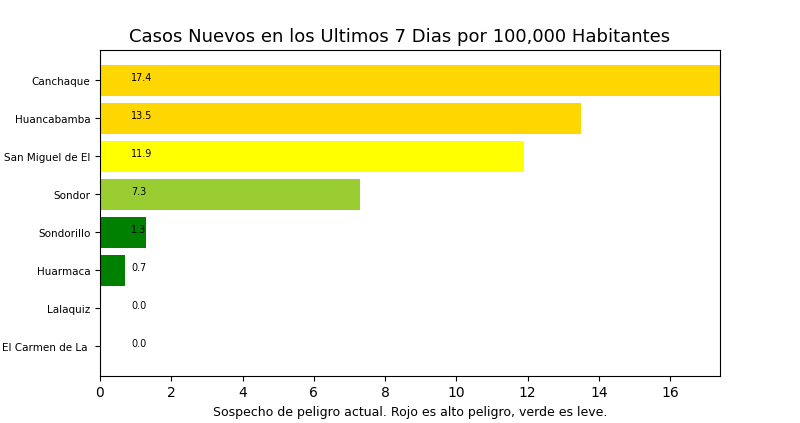 Casos Nuevos en los Ultimos 7 Dias por 100,000 Habitantes
Canchaque 17.4
Huancabamba 13.5
San Miguel de El 11.9
Sondor 7.3
Sondorillo 1.3
Huarmaca 0.7
Lalaquiz 0.0
El Carmen de La 0.0
0 2 4 6 8 10 12 14 16
Sospecho de peligro actual. Rojo es alto peligro, verde es leve.